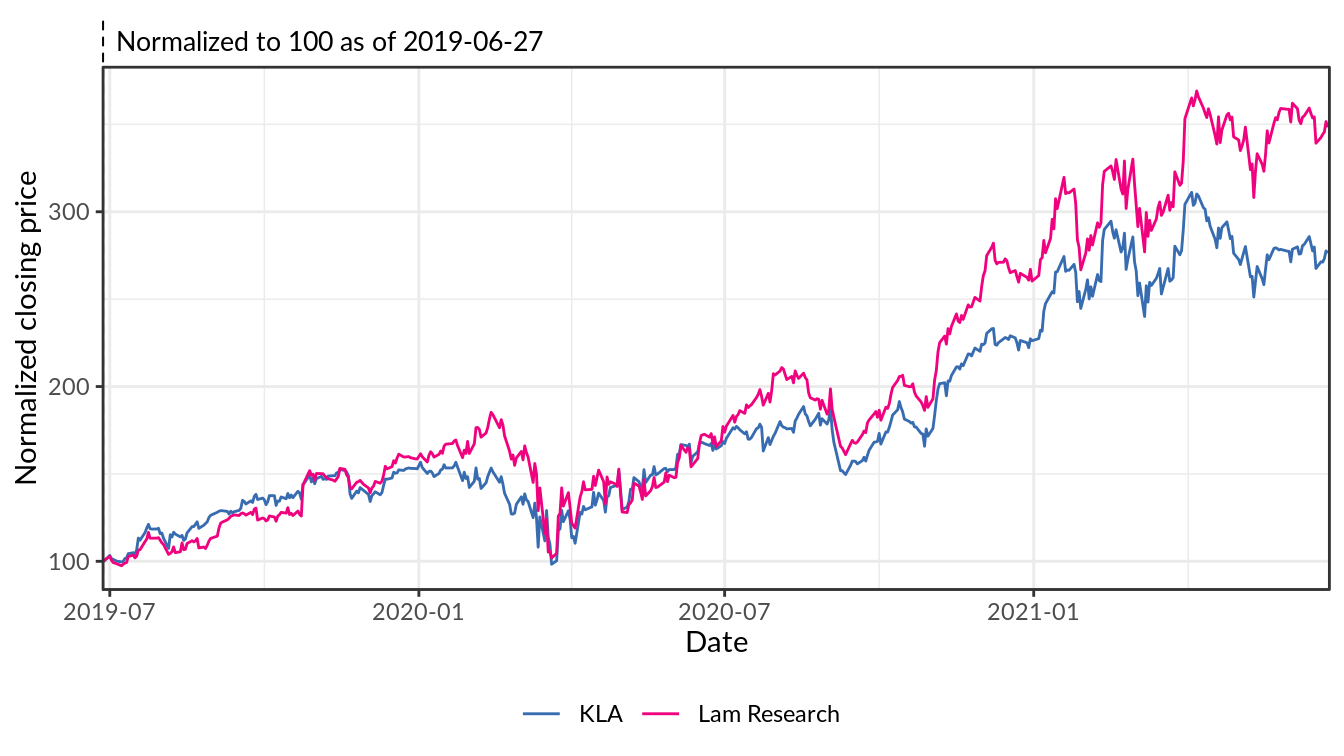 Normalized to 100 as of 2019-06-27
Normalized closing price
300
200
100
2019-07
2020-01
2020-07
2021-01
Date
KLA
Lam Research